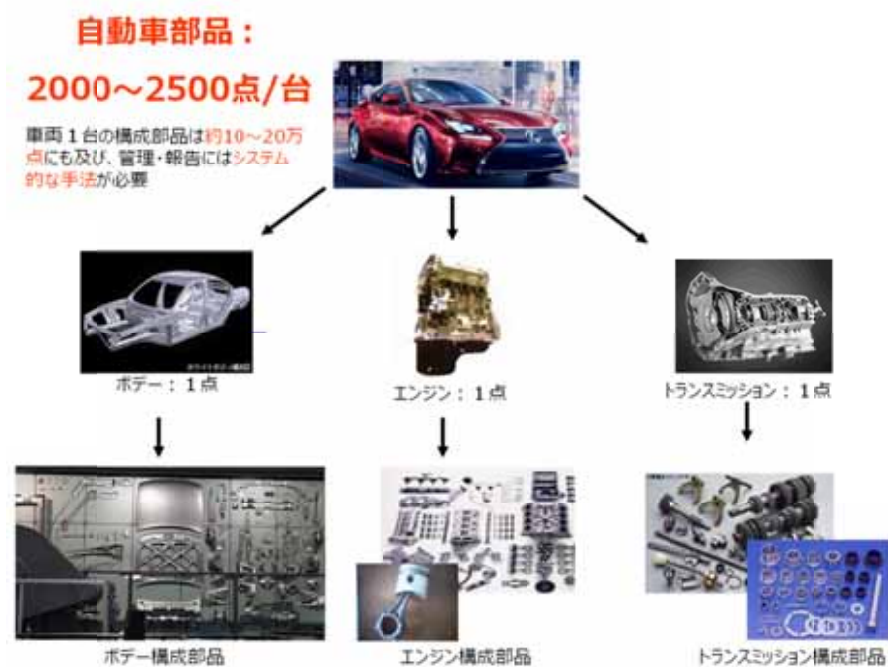 自動車部品：
2000～2500点/台
車両１台の構成部品は約10～20万
点にも及び、管理・報告にはシステム
的な手法が必要
ボデー：１点
エンジン：１点
トランスミッション：１点
ボデー構成部品
エンジン構成部品
トランスミッション構成部品